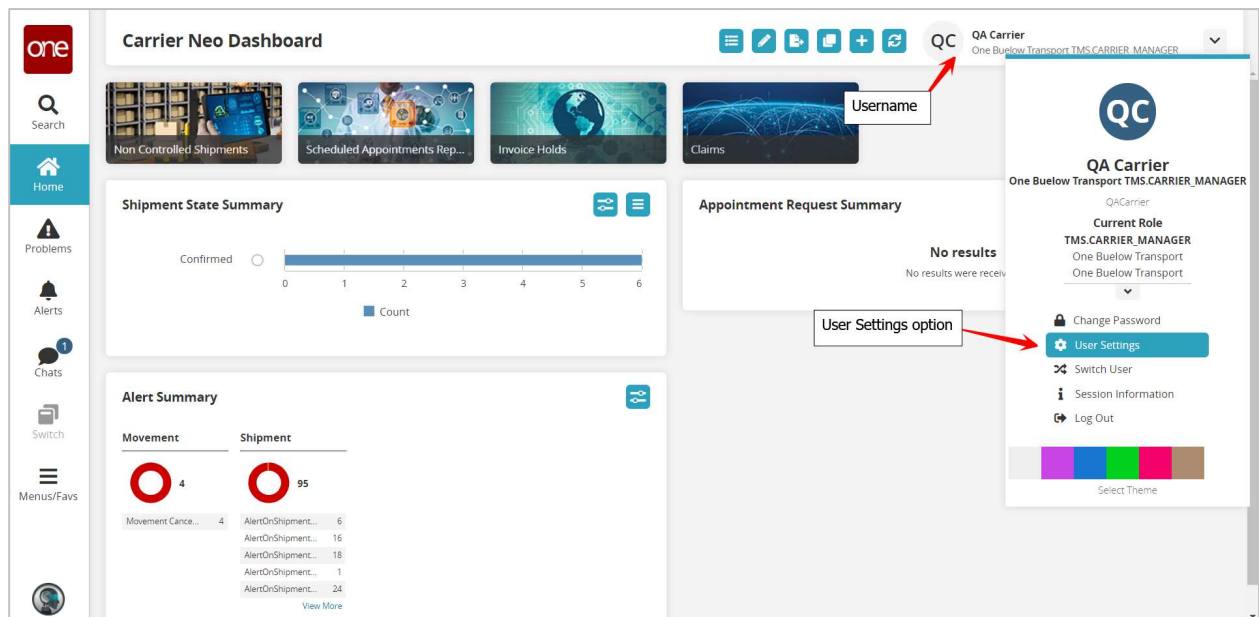 one
Carrier Neo Dashboard
QC
QA Carrier
One Buelow Transport TMS.CARRIER_MANAGER
Search
Home
Problems
Alerts
1
Chats
Switch
Menus/Favs
Username
Non Controlled Shipments
Scheduled Appointments Rep...
Invoice Holds
Claims
Shipment State Summary
Confirmed
0 1 2 3 4 5 6
Count
Appointment Request Summary
No results
No results were receiv
Alert Summary
Movement
4
Movement Cance... 4
Shipment
95
AlertOnShipment... 6
AlertOnShipment... 16
AlertOnShipment... 18
AlertOnShipment... 1
AlertOnShipment... 24
View More
User Settings option
QC
QA Carrier
One Buelow Transport TMS.CARRIER_MANAGER
QACarrier
Current Role
TMS.CARRIER_MANAGER
One Buelow Transport
One Buelow Transport
Change Password
User Settings
Switch User
Session Information
Log Out
Select Theme